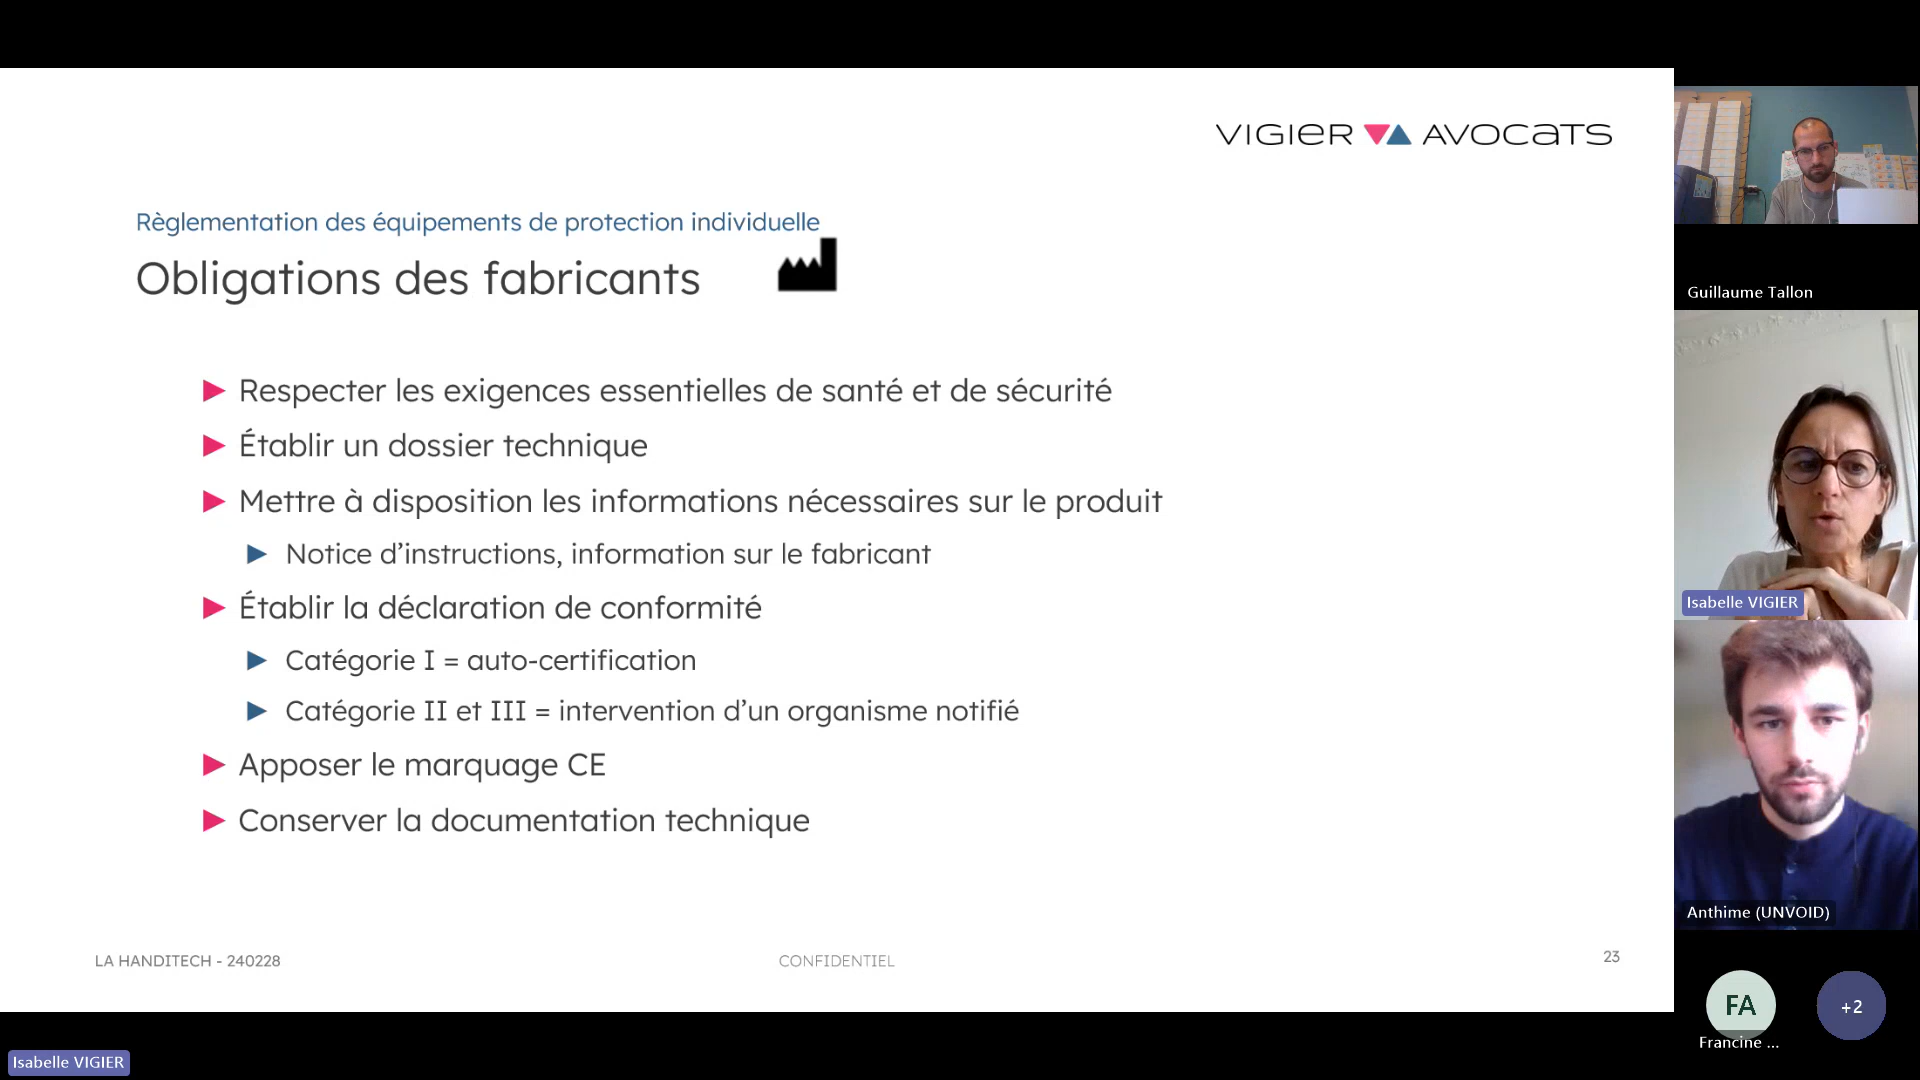 VIGIER AVOCATS
Règlementation des équipements de protection individuelle
Obligations des fabricants
Respecter les exigences essentielles de santé et de sécurité
Établir un dossier technique
Mettre à disposition les informations nécessaires sur le produit
Notice d’instructions, information sur le fabricant
Établir la déclaration de conformité
Catégorie I = auto-certification
Catégorie II et III = intervention d’un organisme notifié
Apposer le marquage CE
Conserver la documentation technique
LA HANDITECH - 240228
CONFIDENTIEL
23
Isabelle VIGIER
Guillaume Tallon
Isabelle VIGIER
Anthime (UNVOID)
FA
+2
Francine ...